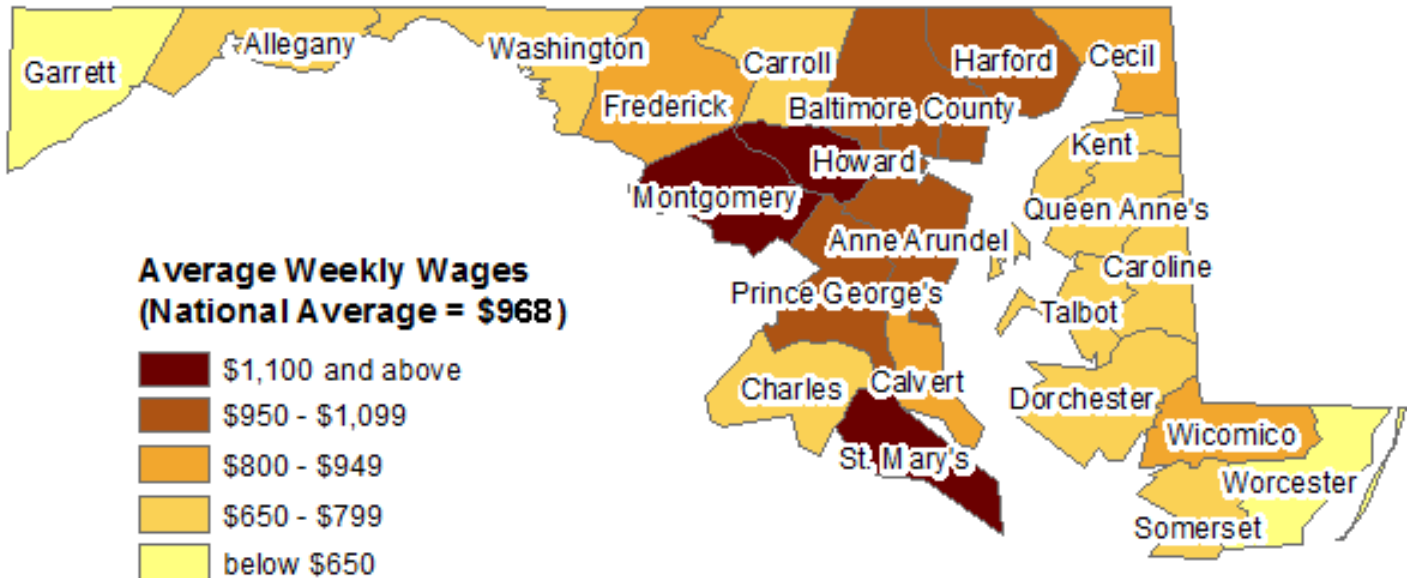 Garrett
Allegany
Washington
Frederick
Carroll
Baltimore County
Harford
Cecil
Howard
Montgomery
Kent
Queen Anne's
Anne Arundel
Caroline
Prince George's
Talbot
Charles
Calvert
Dorchester
St. Mary's
Wicomico
Worcester
Somerset
Average Weekly Wages
(National Average = $968)
$1,100 and above
$950 - $1,099
$800 - $949
$650 - $799
below $650